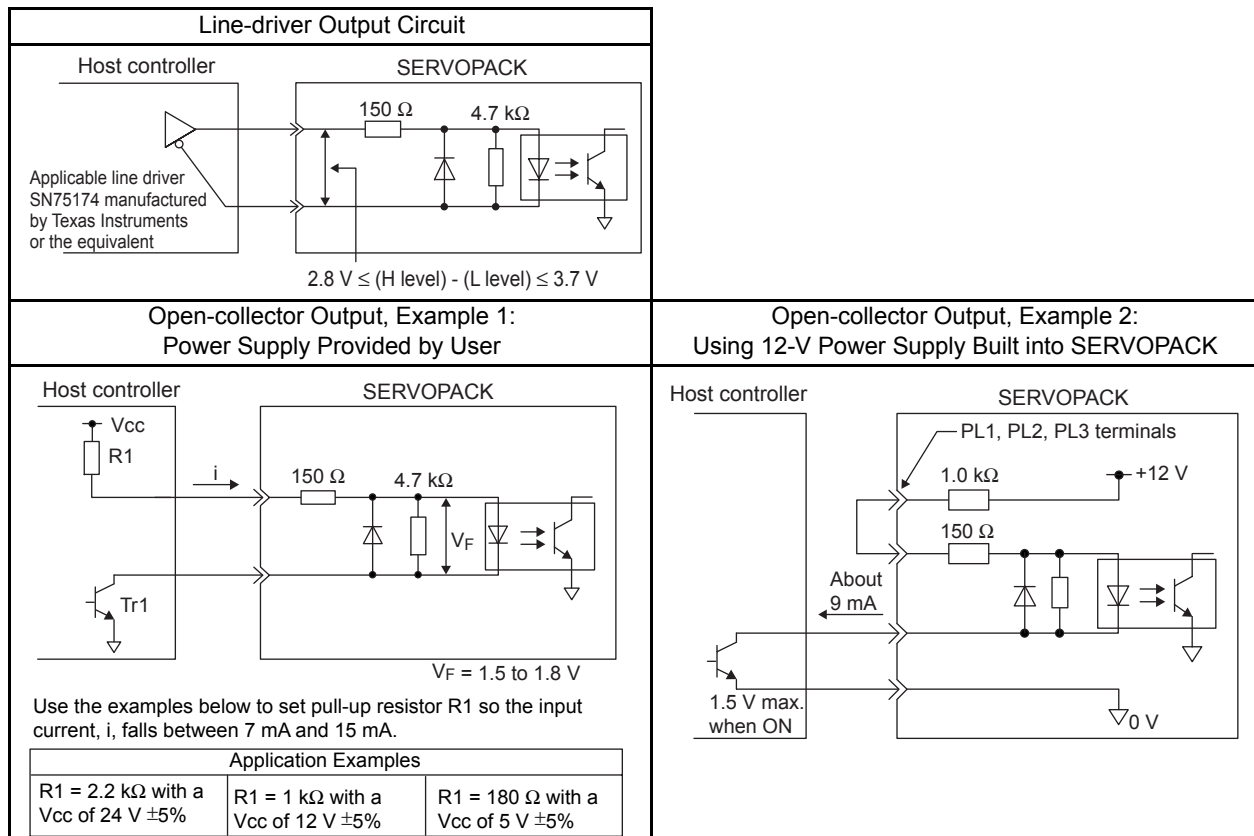 Line-driver Output Circuit
Host controller
SERVOPACK
150 Ω
4.7 kΩ
Applicable line driver
SN75174 manufactured
by Texas Instruments
or the equivalent
2.8 V ≤ (H level) - (L level) ≤ 3.7 V
Open-collector Output, Example 1:
Power Supply Provided by User
Host controller
SERVOPACK
Vcc
R1
i
150 Ω
4.7 kΩ
VF
Tr1
VF = 1.5 to 1.8 V
Use the examples below to set pull-up resistor R1 so the input
current, i, falls between 7 mA and 15 mA.
Application Examples
R1 = 2.2 kΩ with a
Vcc of 24 V ±5%
R1 = 1 kΩ with a
Vcc of 12 V ±5%
R1 = 180 Ω with a
Vcc of 5 V ±5%
Open-collector Output, Example 2:
Using 12-V Power Supply Built into SERVOPACK
Host controller
SERVOPACK
PL1, PL2, PL3 terminals
1.0 kΩ
+12 V
150 Ω
About
9 mA
1.5 V max.
when ON
0 V